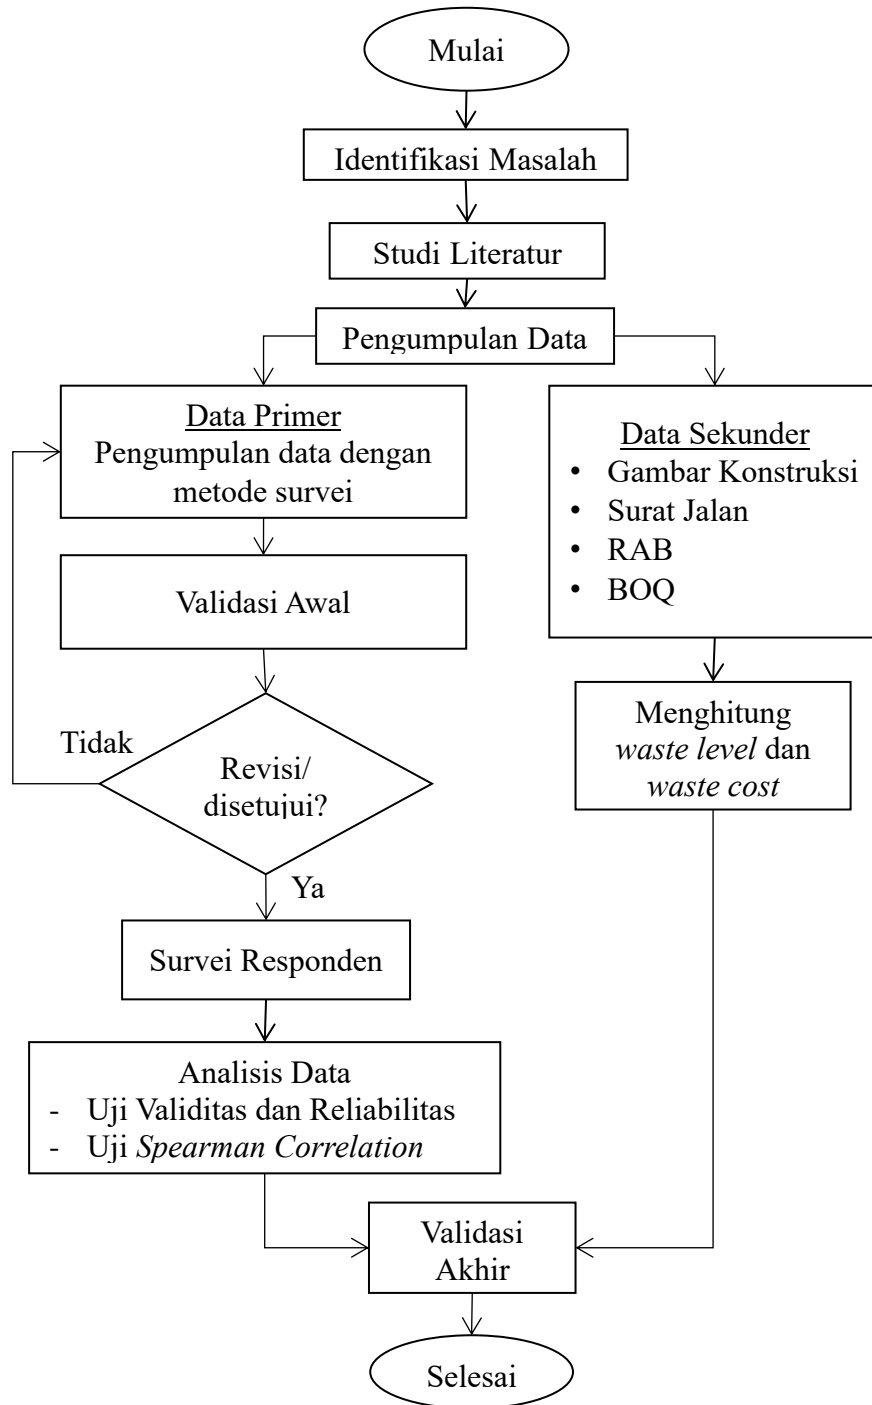 Mulai
Identifikasi Masalah
Studi Literatur
Pengumpulan Data
Data Primer
Pengumpulan data dengan
metode survei
Data Sekunder
• Gambar Konstruksi
• Surat Jalan
• RAB
• BOQ
Validasi Awal
Menghitung
waste level dan
waste cost
Tidak
Revisi/
disetujui?
Ya
Survei Responden
Analisis Data
- Uji Validitas dan Reliabilitas
- Uji Spearman Correlation
Validasi
Akhir
Selesai